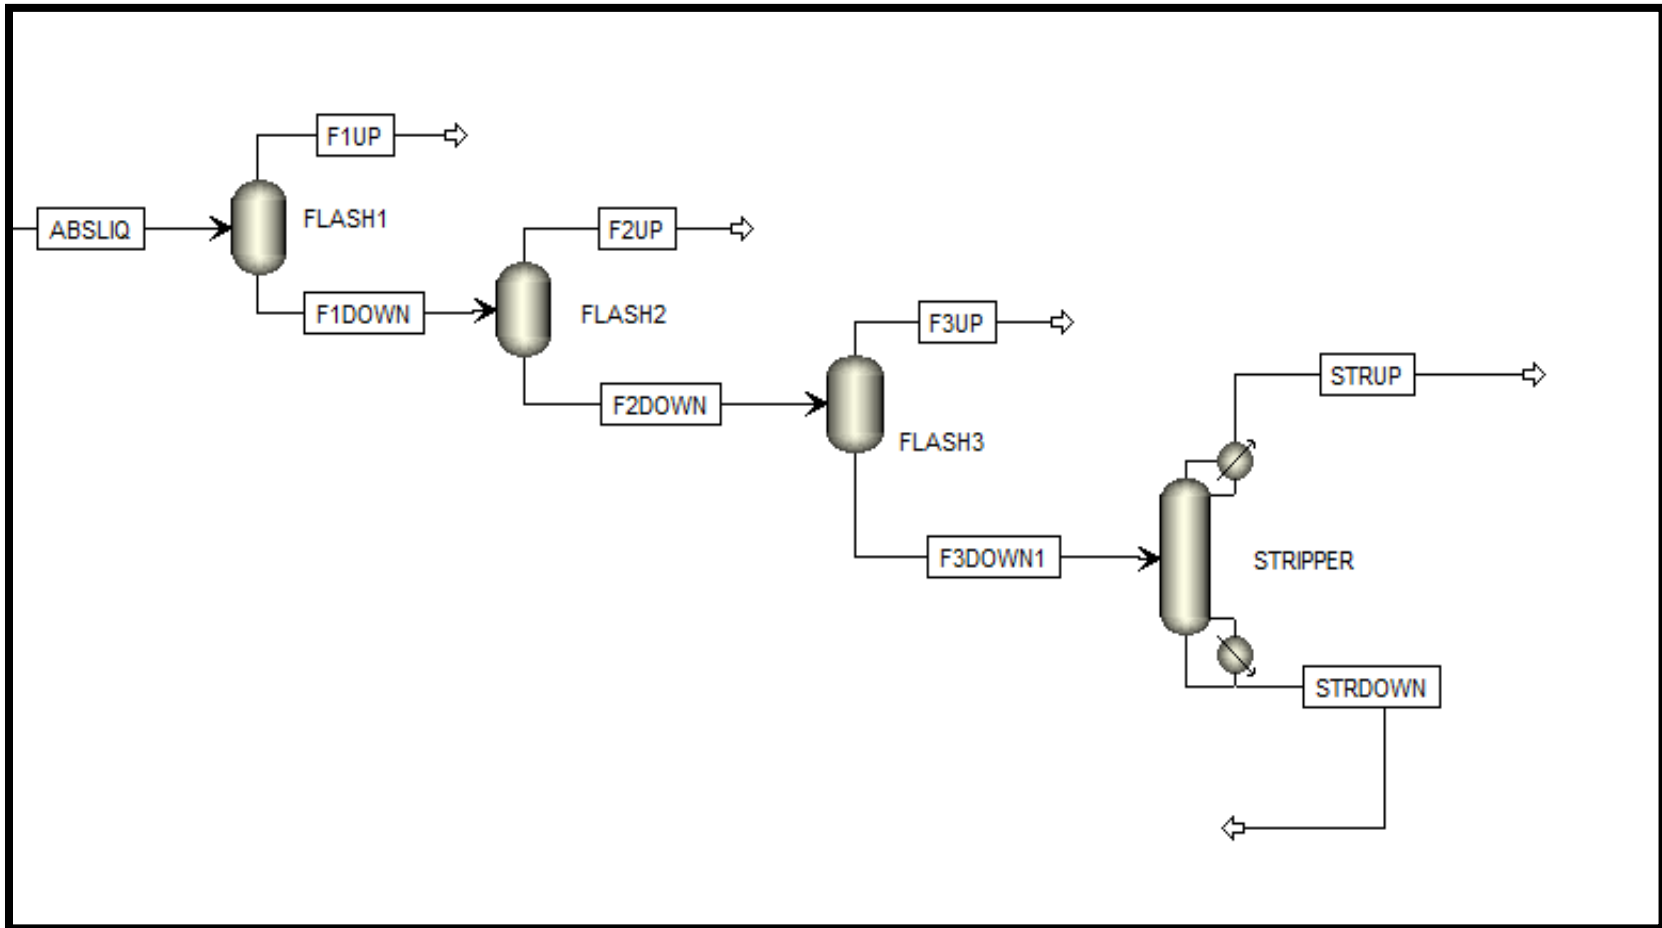 F1UP
ABSLIQ
FLASH1
F2UP
F1DOWN
FLASH2
F3UP
F2DOWN
FLASH3
STRUP
F3DOWN1
STRIPPER
STRDOWN